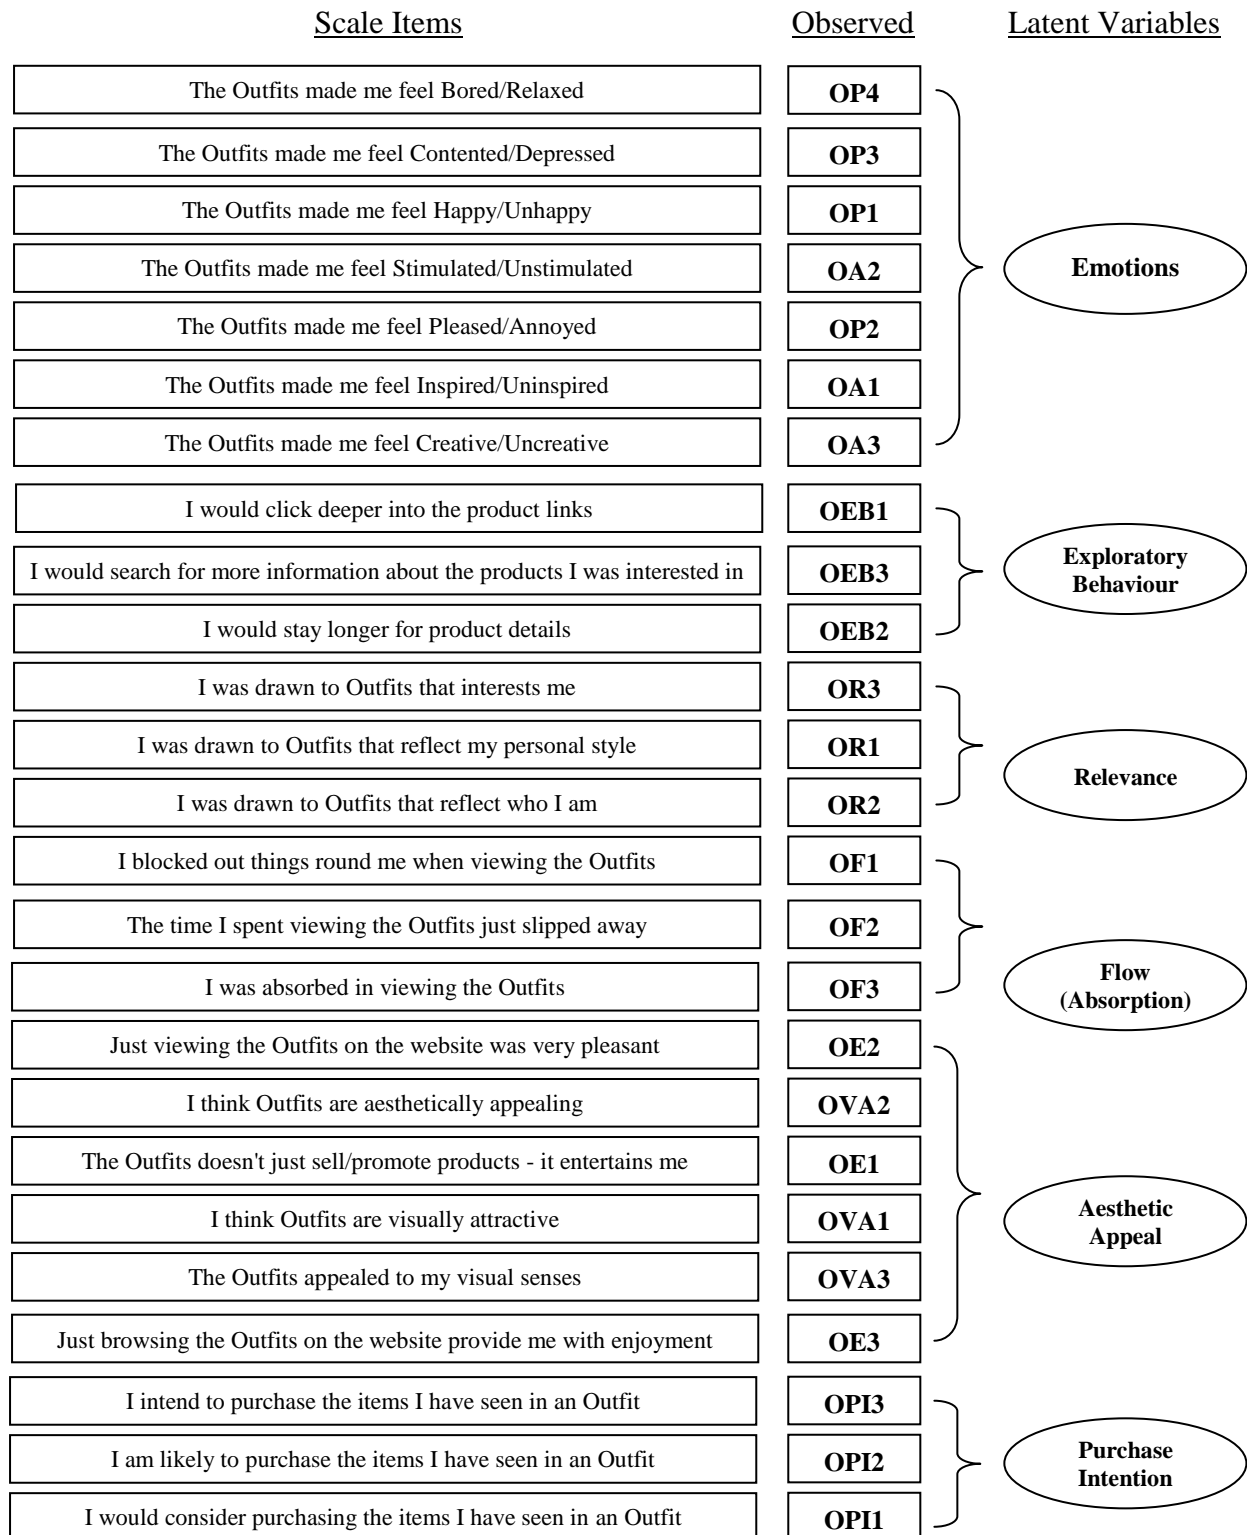 Scale Items Observed Latent Variables
The Outfits made me feel Bored/Relaxed OP4
The Outfits made me feel Contented/Depressed OP3
The Outfits made me feel Happy/Unhappy OP1
The Outfits made me feel Stimulated/Unstimulated OA2
Emotions
The Outfits made me feel Pleased/Annoyed OP2
The Outfits made me feel Inspired/Uninspired OA1
The Outfits made me feel Creative/Uncreative OA3
I would click deeper into the product links OEB1
I would search for more information about the products I was interested in OEB3
Exploratory
Behaviour
I would stay longer for product details OEB2
I was drawn to Outfits that interests me OR3
I was drawn to Outfits that reflect my personal style OR1
Relevance
I was drawn to Outfits that reflect who I am OR2
I blocked out things round me when viewing the Outfits OF1
The time I spent viewing the Outfits just slipped away OF2
I was absorbed in viewing the Outfits OF3
Flow
(Absorption)
Just viewing the Outfits on the website was very pleasant OE2
I think Outfits are aesthetically appealing OVA2
The Outfits doesn't just sell/promote products - it entertains me OE1
I think Outfits are visually attractive OVA1
Aesthetic
Appeal
The Outfits appealed to my visual senses OVA3
Just browsing the Outfits on the website provide me with enjoyment OE3
I intend to purchase the items I have seen in an Outfit OPI3
I am likely to purchase the items I have seen in an Outfit OPI2
Purchase
Intention
I would consider purchasing the items I have seen in an Outfit OPI1